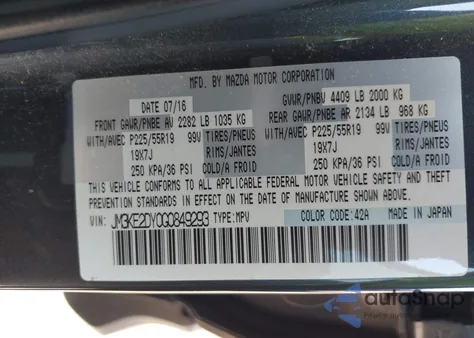 MFD. BY MAZDA MOTOR CORPORATION
DATE 07/16 GVWR/PNBV 4409 LB 2000 KG
FRONT GAWR/PNBE AV 2282 LB 1035 KG REAR GAWR/PNBE AR 2134 LB 968 KG
WITH/AVEC P225/55R19 99V TIRES/PNEUS WITH/AVEC P225/55R19 99V TIRES/PNEUS
19X7J RIMS/JANTES 19X7J RIMS/JANTES
250 KPA/36 PSI COLD/A FROID 250 KPA/36 PSI COLD/A FROID
THIS VEHICLE CONFORMS TO ALL APPLICABLE FEDERAL MOTOR VEHICLE SAFETY AND THEFT
PREVENTION STANDARDS IN EFFECT ON THE DATE OF MANUFACTURE SHOWN ABOVE.
VIN: JM3KE2DY0G0849293 TYPE: MPV COLOR CODE: 42A MADE IN JAPAN
autoSnap